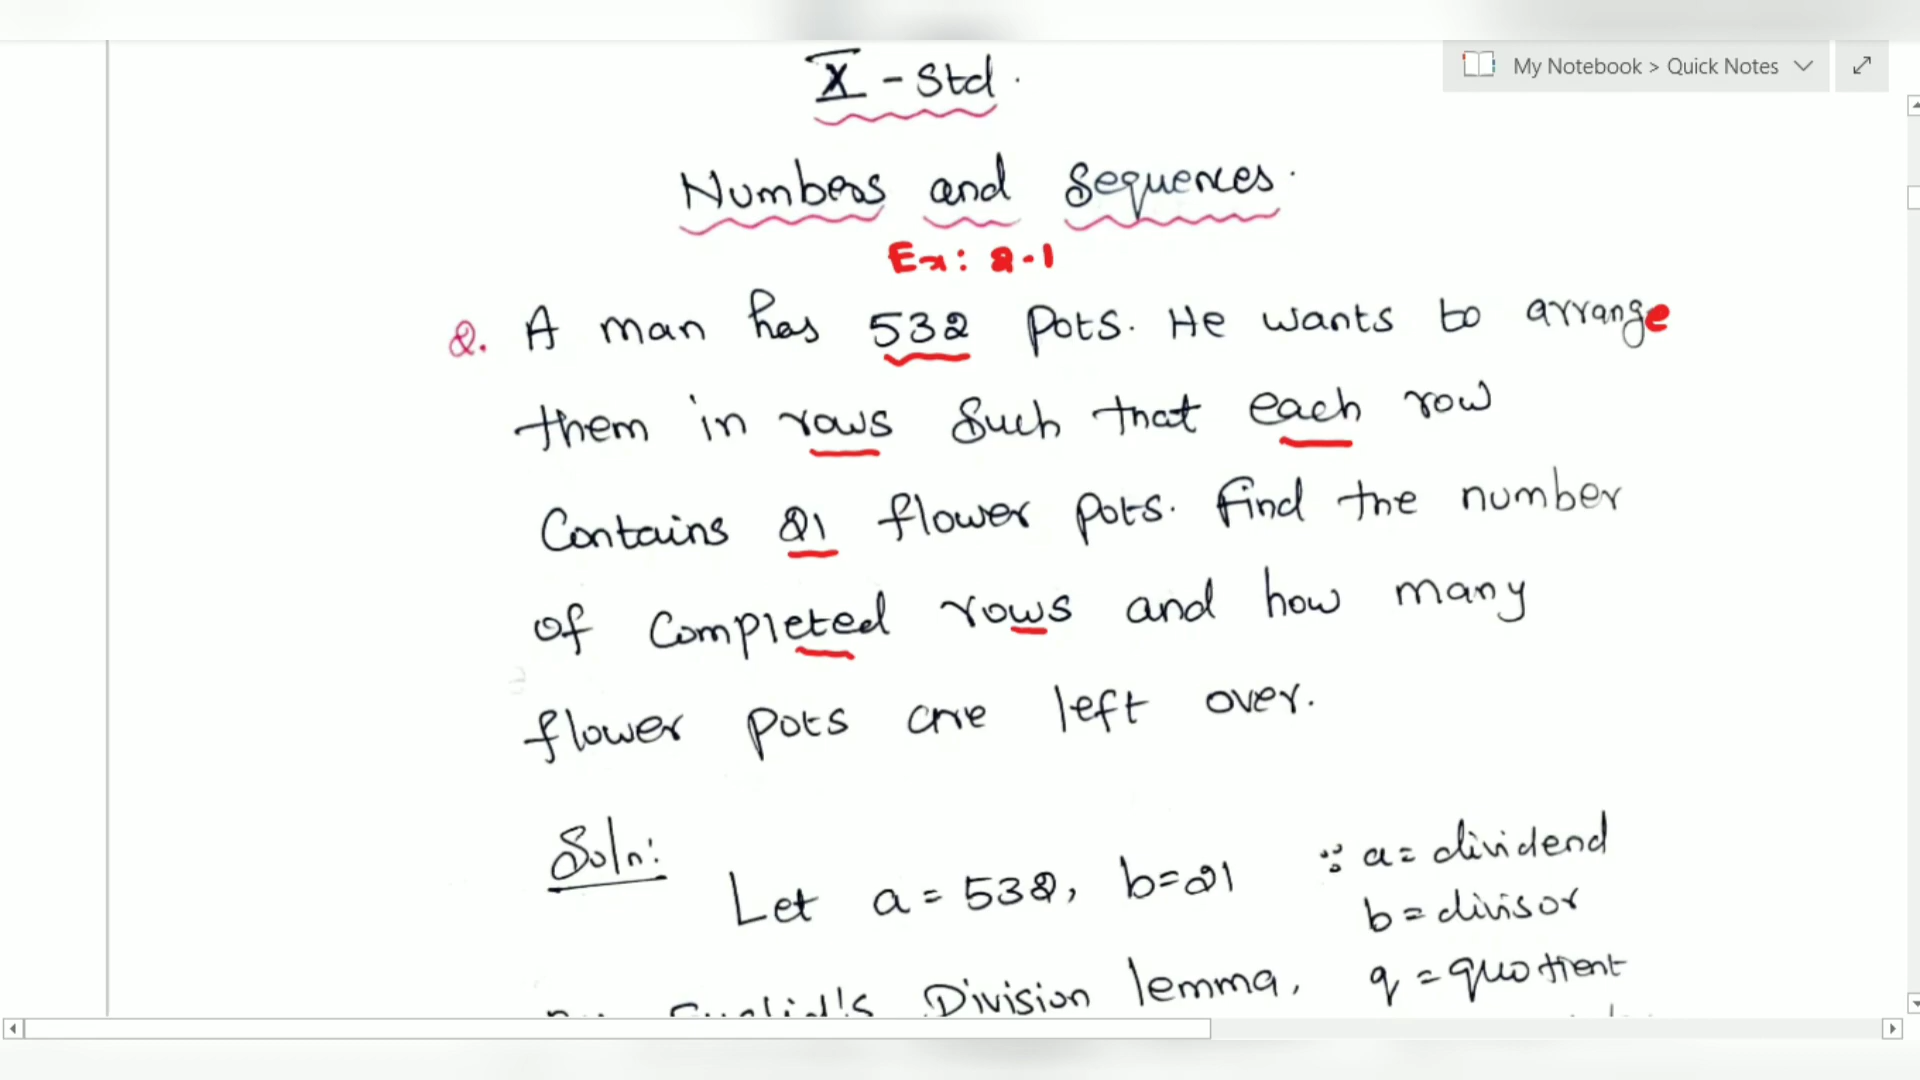 X - Std.
My Notebook > Quick Notes
Numbers and Sequences.
Ex: 2.1
2. A man has 532 Pots. He wants to arrange
them in rows Such that each row
Contains 21 flower pots. Find the number
of Completed rows and how many
flower pots are left over.
Soln:
Let a = 532, b=21
∵ a = dividend
b = divisor
Euclid's Division lemma,
q = quotient